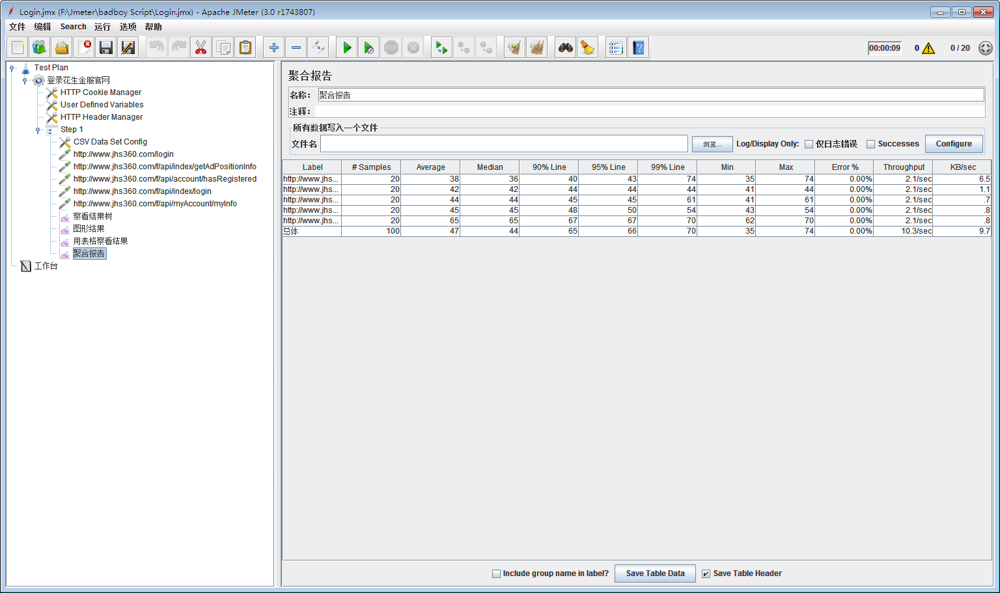 Login.jmx (F:\Jmeter\badboy Script\Login.jmx) - Apache JMeter (3.0 r1743807)
文件 编辑 Search 运行 选项 帮助
STOP 00:00:09 0 0 / 20
Test Plan
登录花生金服官网
HTTP Cookie Manager
User Defined Variables
HTTP Header Manager
Step 1
CSV Data Set Config
http://www.jhs360.com/login
http://www.jhs360.com/f/api/index/getAdPositionInfo
http://www.jhs360.com/f/api/account/hasRegistered
http://www.jhs360.com/f/api/index/login
http://www.jhs360.com/f/api/myAccount/myInfo
察看结果树
图形结果
用表格察看结果
聚合报告
工作台
聚合报告
名称: 聚合报告
注释:
所有数据写入一个文件
文件名 浏览... Log/Display Only: 仅日志错误 Successes Configure
Label # Samples Average Median 90% Line 95% Line 99% Line Min Max Error % Throughput KB/sec
http://www.jhs... 20 38 36 40 43 74 35 74 0.00% 2.1/sec 6.5
http://www.jhs... 20 42 42 44 44 44 41 44 0.00% 2.1/sec 1.1
http://www.jhs... 20 44 44 45 45 61 41 61 0.00% 2.1/sec .7
http://www.jhs... 20 45 45 48 50 54 43 54 0.00% 2.1/sec .8
http://www.jhs... 20 65 65 67 67 70 62 70 0.00% 2.1/sec .8
总体 100 47 44 65 66 70 35 74 0.00% 10.3/sec 9.7
Include group name in label? Save Table Data Save Table Header